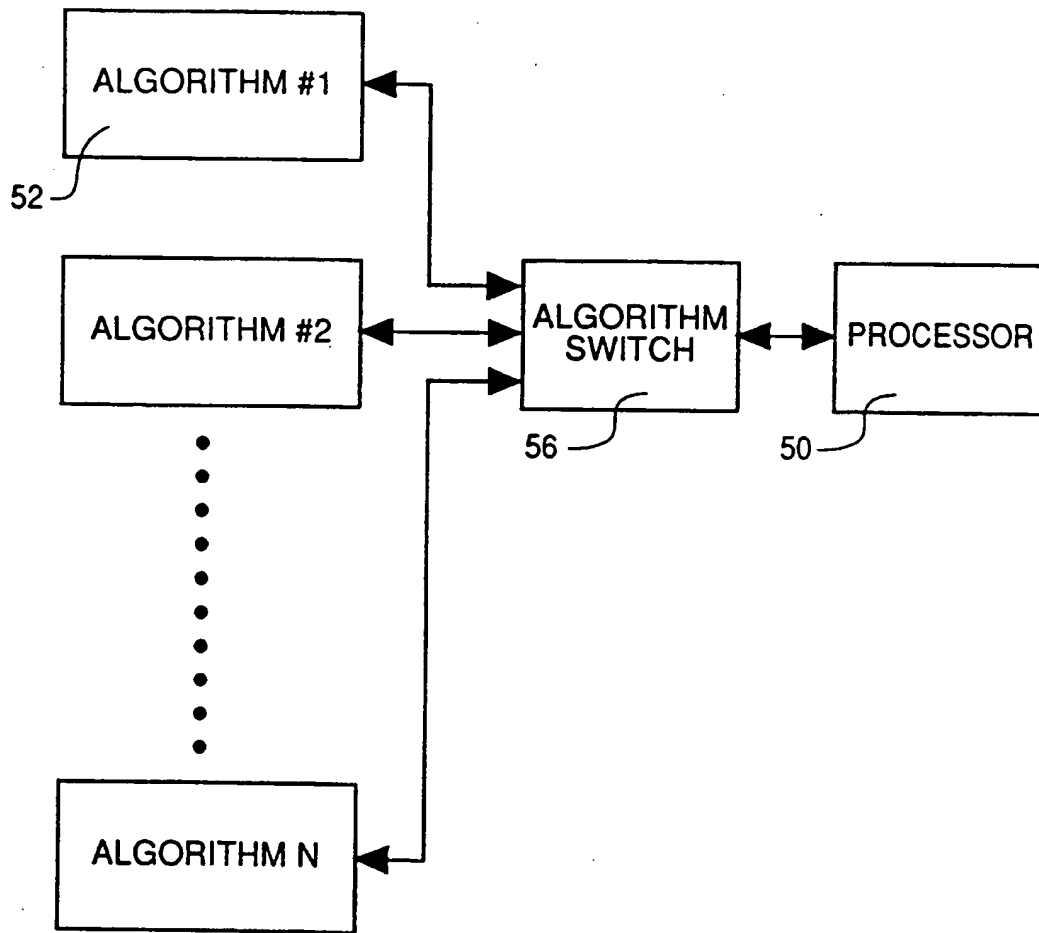 ALGORITHM #1
52
ALGORITHM #2
ALGORITHM
SWITCH
PROCESSOR
56
50
ALGORITHM N